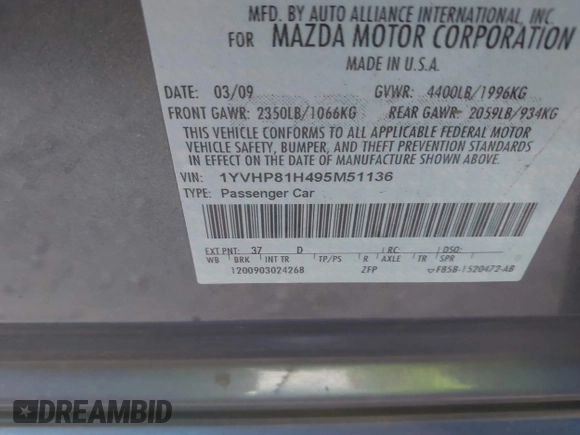 MFD. BY AUTO ALLIANCE INTERNATIONAL, INC.
FOR MAZDA MOTOR CORPORATION
MADE IN U.S.A.
DATE: 03/09 GVWR: 4400LB/1996KG
FRONT GAWR: 2350LB/1066KG REAR GAWR: 2059LB/934KG
THIS VEHICLE CONFORMS TO ALL APPLICABLE FEDERAL MOTOR
VEHICLE SAFETY, BUMPER, AND THEFT PREVENTION STANDARDS
IN EFFECT ON THE DATE OF MANUFACTURE SHOWN ABOVE.
VIN: 1YVHP81H495M51136
TYPE: Passenger Car
EXT PNT: 37 D RC: DSO:
WB BRK INT TR TP/PS R AXLE TR SPR
1200903024268 ZFP F85B-1520472-AB
DREAMBID